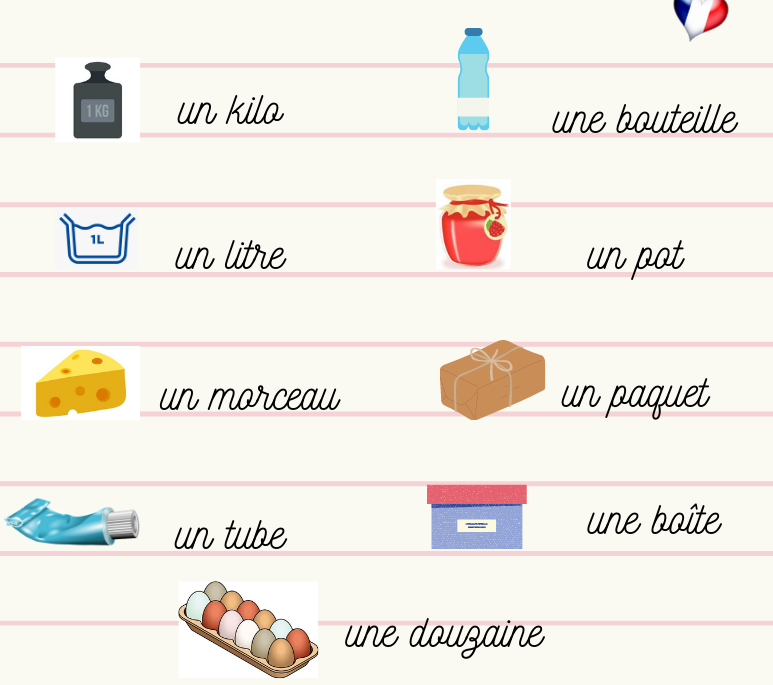 1 KG
un kilo
une bouteille
1L
un litre
un pot
un morceau
un paquet
un tube
une boîte
une douzaine